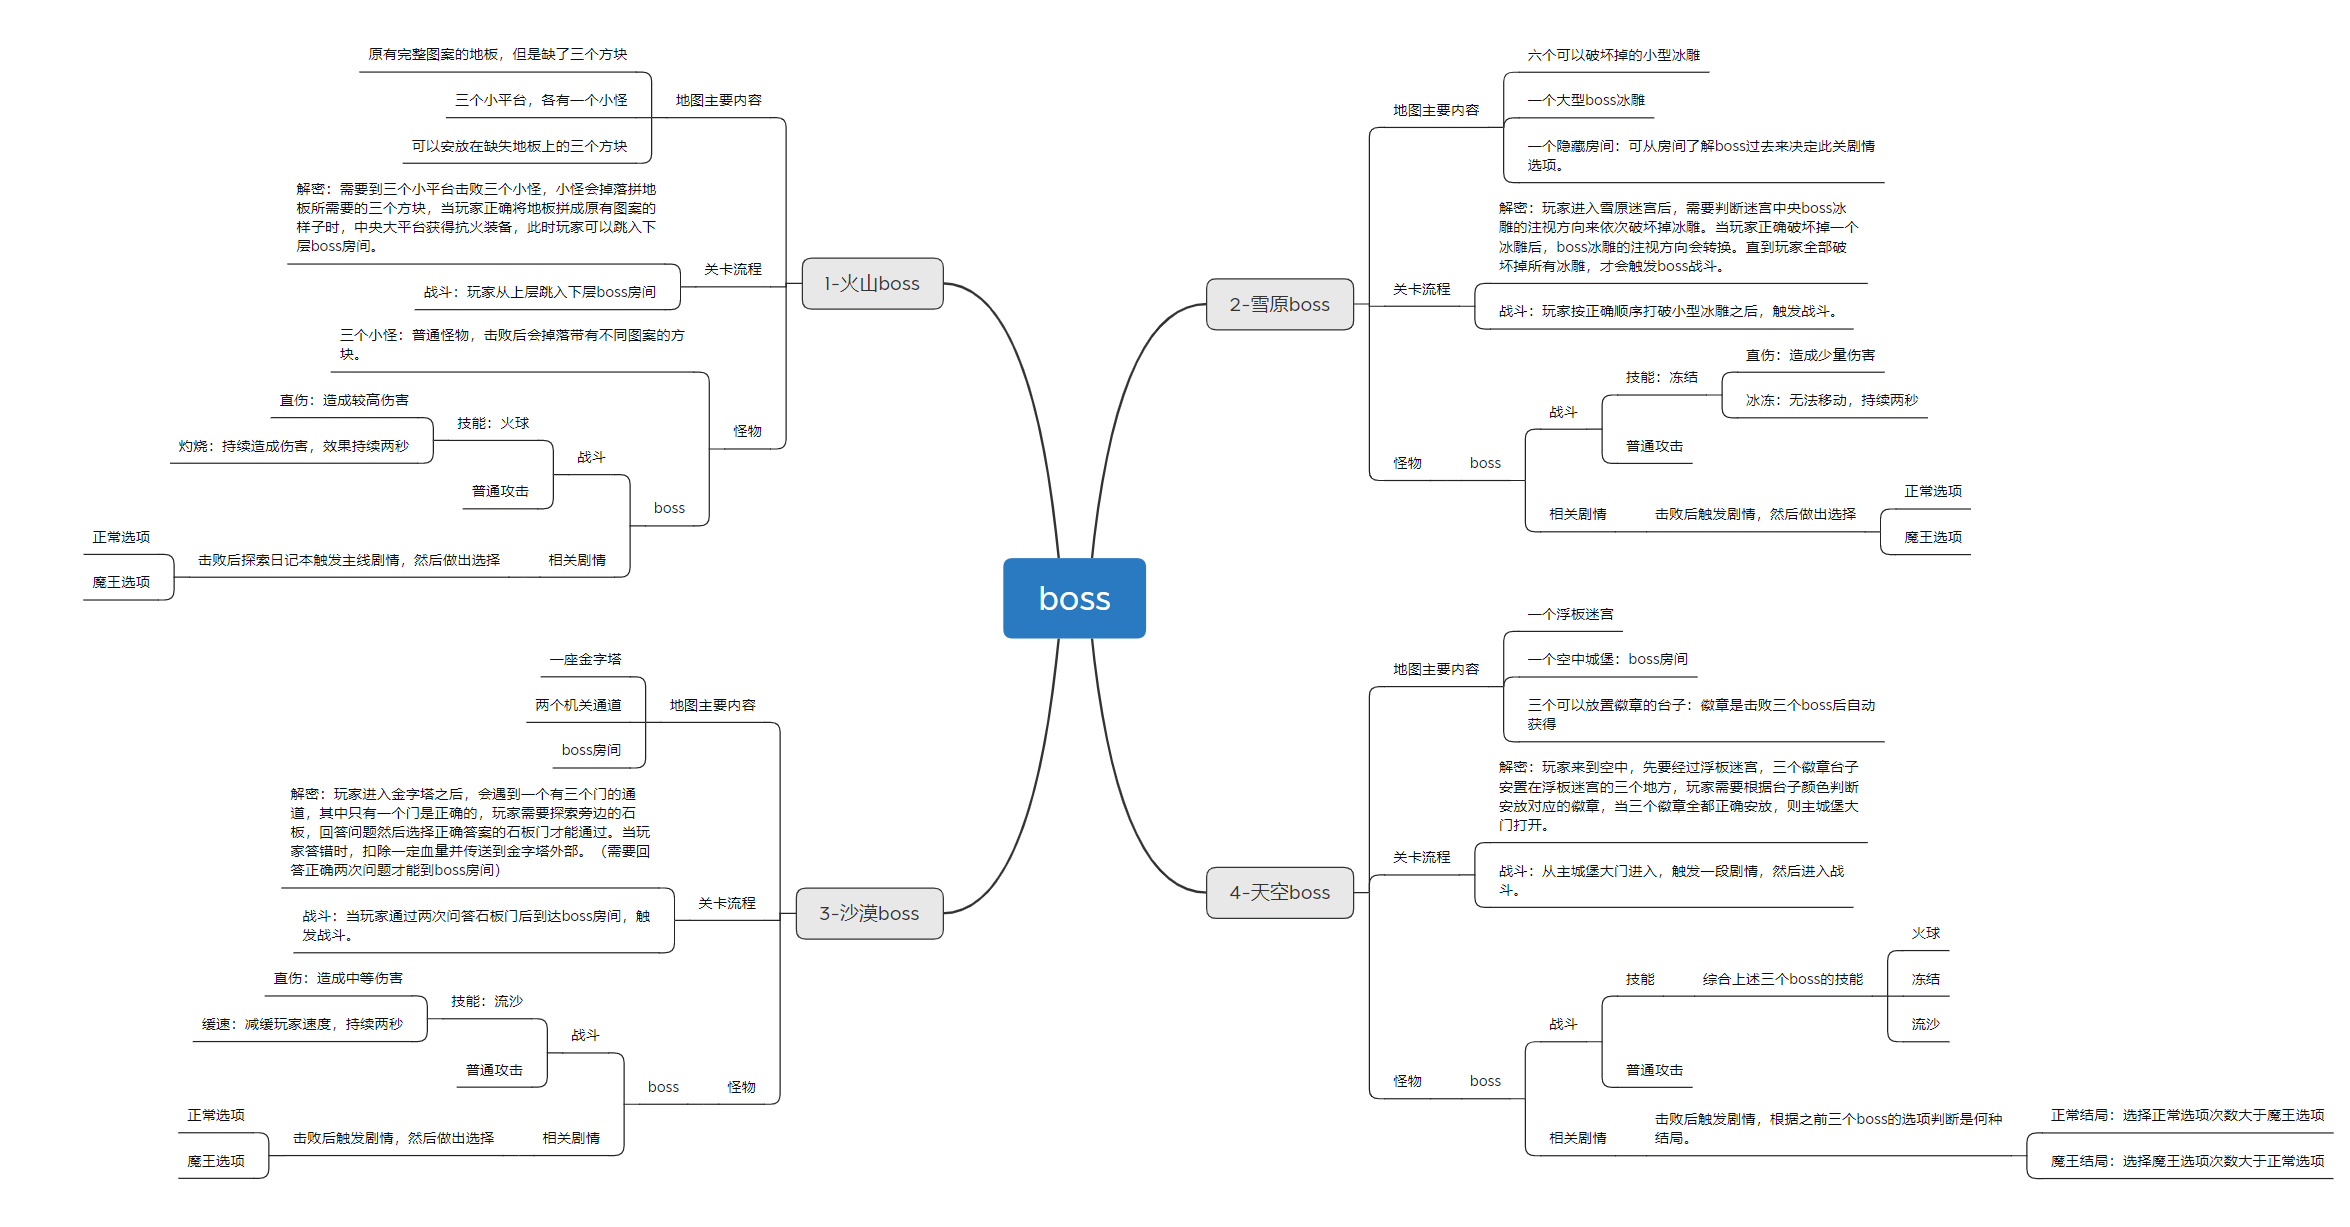 boss
1-火山boss
地图主要内容
原有完整图案的地板，但是缺了三个方块
三个小平台，各有一个小怪
可以安放在缺失地板上的三个方块
关卡流程
解密：需要到三个小平台击败三个小怪，小怪会掉落拼地
板所需要的三个方块，当玩家正确将地板拼成原有图案的
样子时，中央大平台获得抗火装备，此时玩家可以跳入下
层boss房间。
战斗：玩家从上层跳入下层boss房间
怪物
三个小怪：普通怪物，击败后会掉落带有不同图案的方
块。
boss
战斗
技能：火球
直伤：造成较高伤害
灼烧：持续造成伤害，效果持续两秒
普通攻击
相关剧情
击败后探索日记本触发主线剧情，然后做出选择
正常选项
魔王选项
2-雪原boss
地图主要内容
六个可以破坏掉的小型冰雕
一个大型boss冰雕
一个隐藏房间：可从房间了解boss过去来决定此关剧情
选项。
关卡流程
解密：玩家进入雪原迷宫后，需要判断迷宫中央boss冰
雕的注视方向来依次破坏掉冰雕。当玩家正确破坏掉一个
冰雕后，boss冰雕的注视方向会转换。直到玩家全部破
坏掉所有冰雕，才会触发boss战斗。
战斗：玩家按正确顺序打破小型冰雕之后，触发战斗。
怪物
boss
战斗
技能：冻结
直伤：造成少量伤害
冰冻：无法移动，持续两秒
普通攻击
相关剧情
击败后触发剧情，然后做出选择
正常选项
魔王选项
3-沙漠boss
地图主要内容
一座金字塔
两个机关通道
boss房间
关卡流程
解密：玩家进入金字塔之后，会遇到一个有三个门的通
道，其中只有一个门是正确的，玩家需要探索旁边的石
板，回答问题然后选择正确答案的石板门才能通过。当玩
家答错时，扣除一定血量并传送到金字塔外部。（需要回
答正确两次问题才能到boss房间）
战斗：当玩家通过两次问答石板门后到达boss房间，触
发战斗。
怪物
boss
战斗
技能：流沙
直伤：造成中等伤害
缓速：减缓玩家速度，持续两秒
普通攻击
相关剧情
击败后触发剧情，然后做出选择
正常选项
魔王选项
4-天空boss
地图主要内容
一个浮板迷宫
一个空中城堡：boss房间
三个可以放置徽章的台子：徽章是击败三个boss后自动
获得
关卡流程
解密：玩家来到空中，先要经过浮板迷宫，三个徽章台子
安置在浮板迷宫的三个地方，玩家需要根据台子颜色判断
安放对应的徽章，当三个徽章全都正确安放，则主城堡大
门打开。
战斗：从主城堡大门进入，触发一段剧情，然后进入战
斗。
怪物
boss
战斗
技能
综合上述三个boss的技能
火球
冻结
流沙
普通攻击
相关剧情
击败后触发剧情，根据之前三个boss的选项判断是何种
结局。
正常结局：选择正常选项次数大于魔王选项
魔王结局：选择魔王选项次数大于正常选项